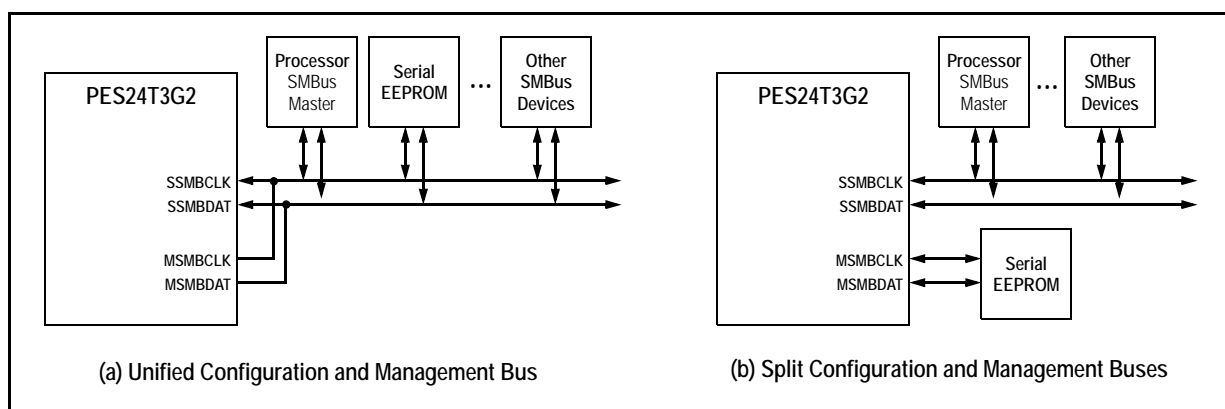 PES24T3G2
Processor
SMBus
Master
Serial
EEPROM
...
Other
SMBus
Devices
SSMBCLK
SSMBDAT
MSMBCLK
MSMBDAT
(a) Unified Configuration and Management Bus
PES24T3G2
Processor
SMBus
Master
...
Other
SMBus
Devices
SSMBCLK
SSMBDAT
MSMBCLK
MSMBDAT
Serial
EEPROM
(b) Split Configuration and Management Buses